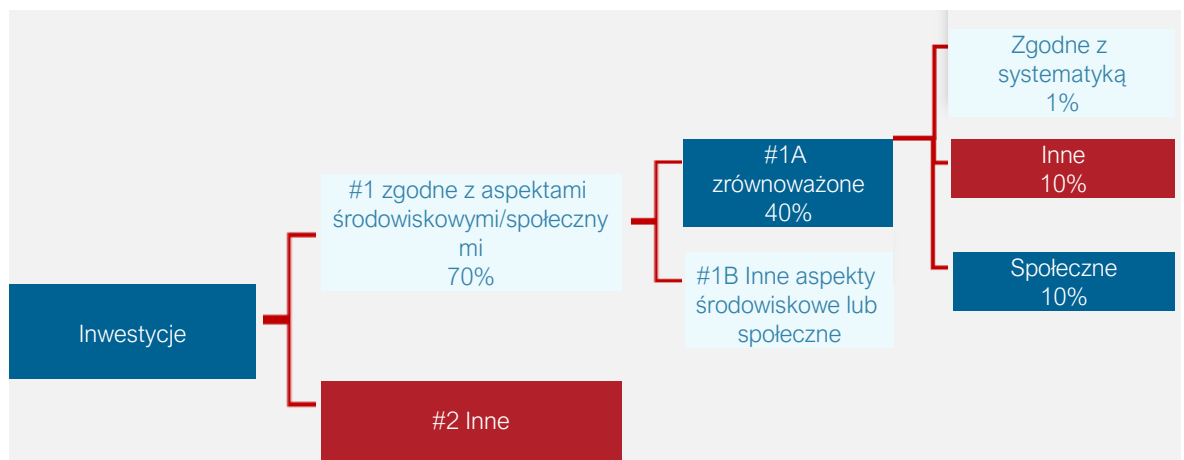 Zgodne z
systematyką
1%
#1A
zrównoważone
40%
Inne
10%
#1 zgodne z aspektami
środowiskowymi/społeczny
mi
70%
#1B Inne aspekty
środowiskowe lub
społeczne
Społeczne
10%
Inwestycje
#2 Inne